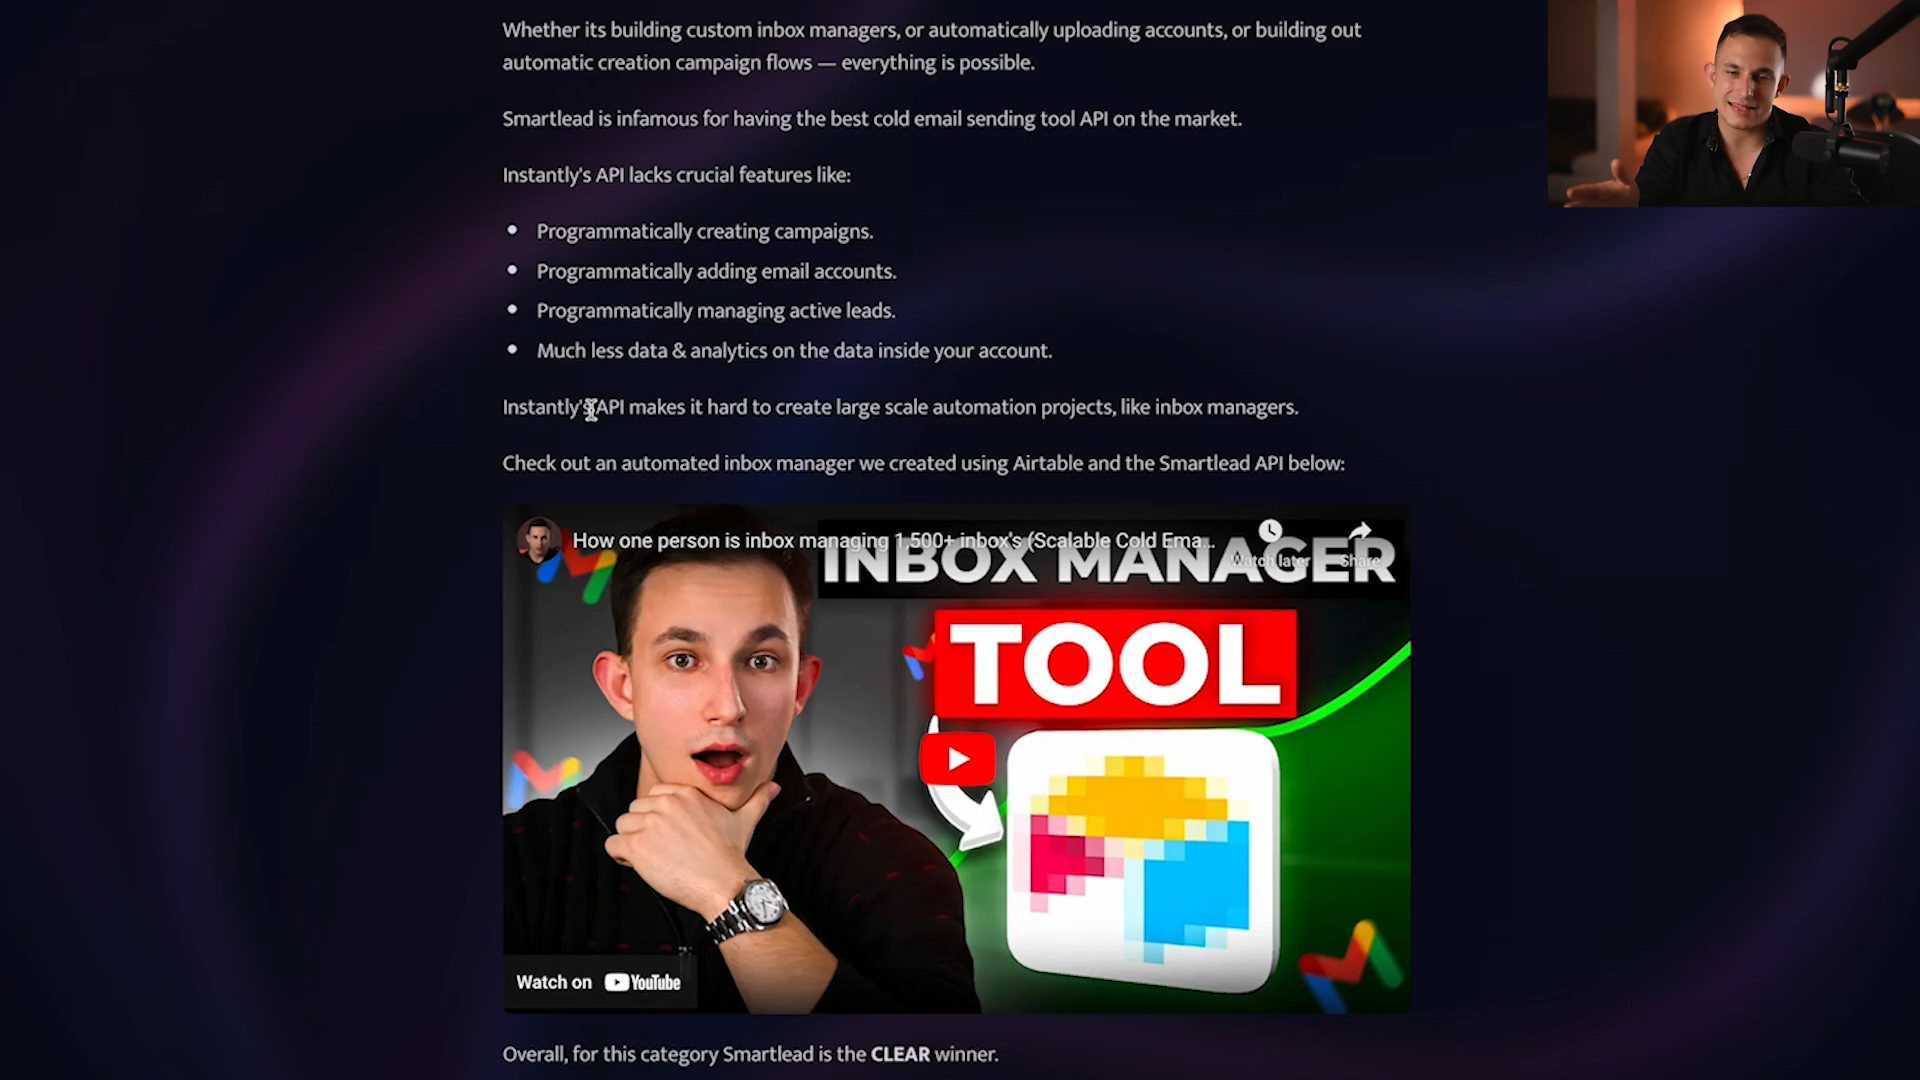 Whether its building custom inbox managers, or automatically uploading accounts, or building out
automatic creation campaign flows — everything is possible.
Smartlead is infamous for having the best cold email sending tool API on the market.
Instantly's API lacks crucial features like:
• Programmatically creating campaigns.
• Programmatically adding email accounts.
• Programmatically managing active leads.
• Much less data & analytics on the data inside your account.
Instantly's API makes it hard to create large scale automation projects, like inbox managers.
Check out an automated inbox manager we created using Airtable and the Smartlead API below:
How one person is inbox managing 1,500+ inbox's (Scalable Cold Ema...
Watch later
Share
INBOX MANAGER
TOOL
Watch on YouTube
Overall, for this category Smartlead is the CLEAR winner.